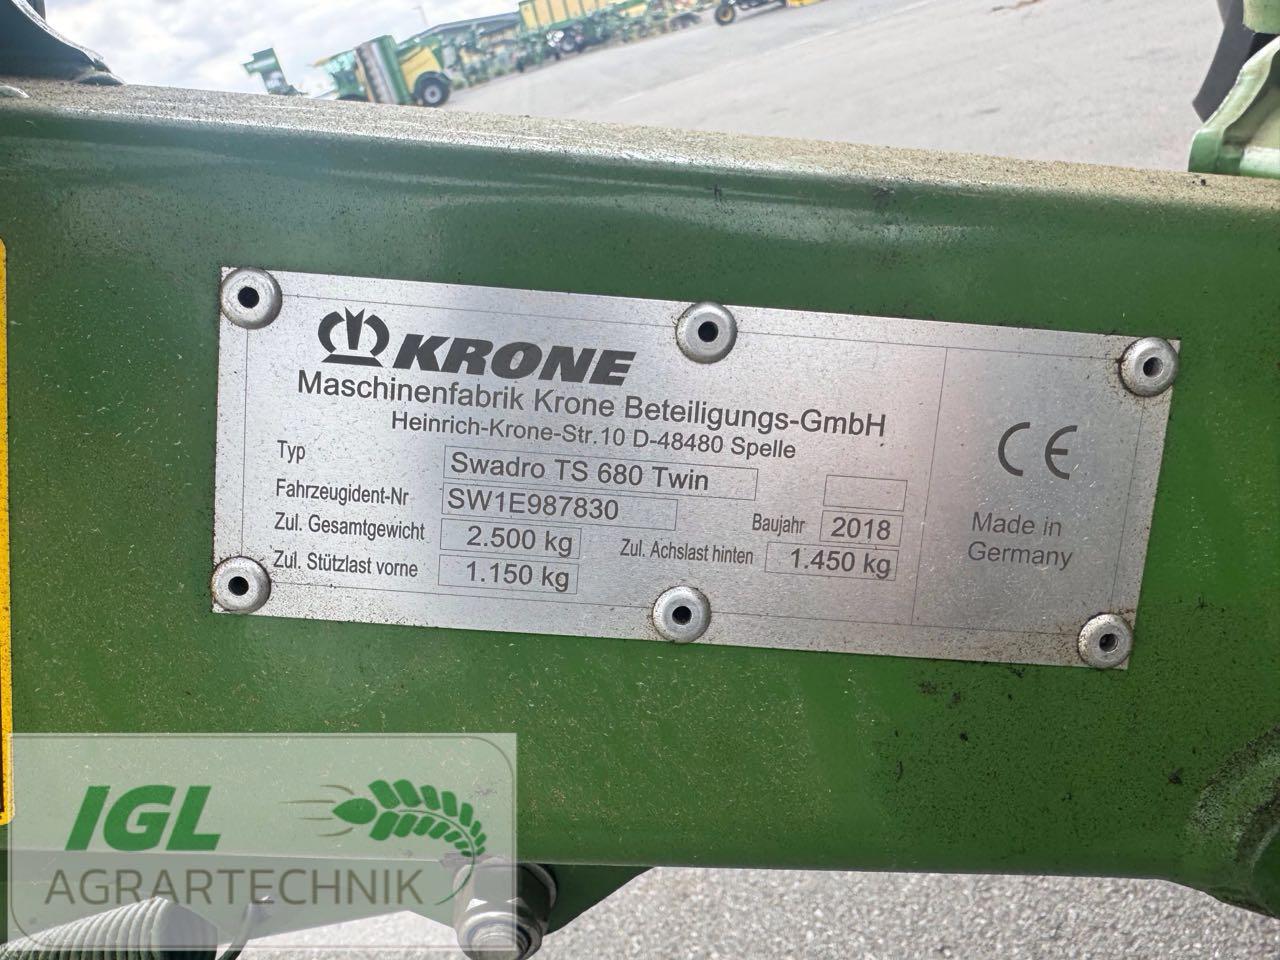 KRONE
Maschinenfabrik Krone Beteiligungs-GmbH
Heinrich-Krone-Str.10 D-48480 Spelle
Typ Swadro TS 680 Twin
Fahrzeugident-Nr SW1E987830 Baujahr 2018
Zul. Gesamtgewicht 2.500 kg Zul. Achslast hinten 1.450 kg
Zul. Stützlast vorne 1.150 kg
CE
Made in
Germany
IGL
AGRARTECHNIK